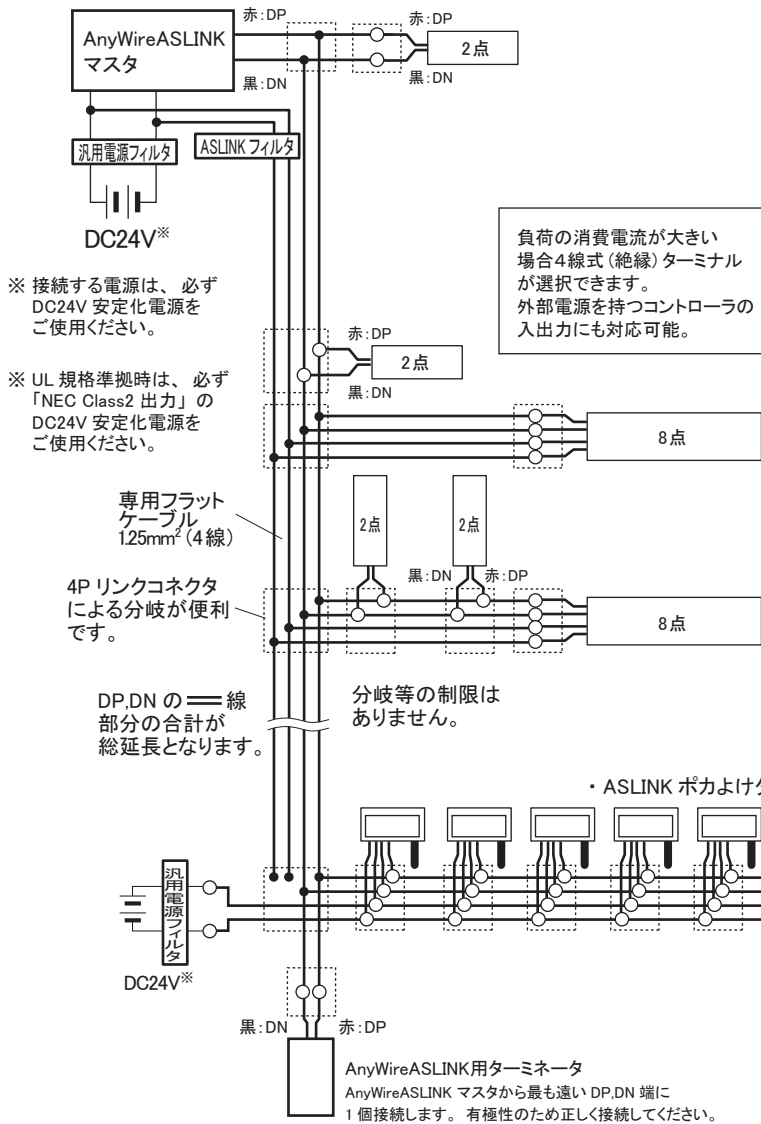 赤：DP
AnyWireASLINK
マスタ
黒：DN
赤：DP
2点
黒：DN
汎用電源フィルタ
ASLINK フィルタ
DC24V※
※ 接続する電源は、必ず
DC24V 安定化電源を
ご使用ください。
※ UL 規格準拠時は、必ず
「NEC Class2 出力」の
DC24V 安定化電源を
ご使用ください。
負荷の消費電流が大きい
場合4線式（絶縁）ターミナル
が選択できます。
外部電源を持つコントローラの
入出力にも対応可能。
赤：DP
2点
黒：DN
8点
専用フラット
ケーブル
1.25mm²（4線）
2点
2点
黒：DN
赤：DP
4P リンクコネクタ
による分岐が便利
です。
8点
DP,DN の 線
部分の合計が
総延長となります。
分岐等の制限は
ありません。
・ASLINK ポカよけ
汎用電源フィルタ
DC24V※
黒：DN
赤：DP
AnyWireASLINK用ターミネータ
AnyWireASLINK マスタから最も遠い DP,DN 端に
1 個接続します。 有極性のため正しく接続してください。